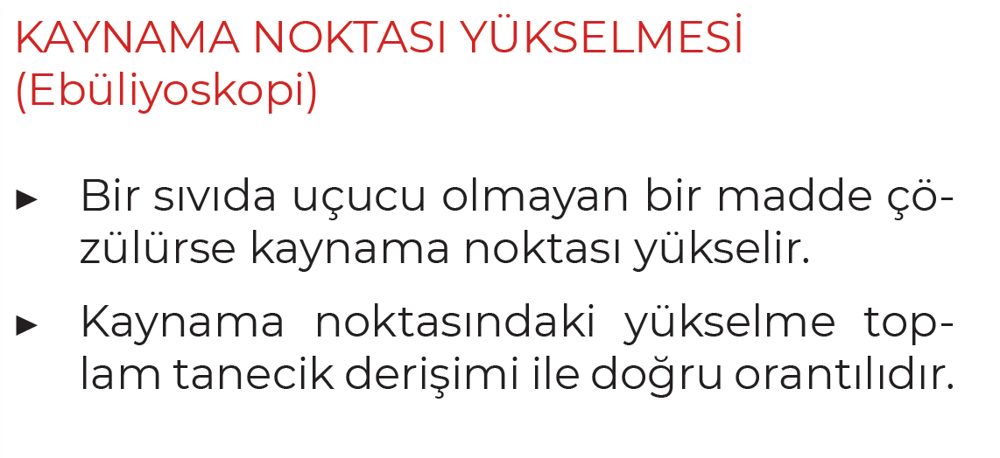 KAYNAMA NOKTASI YÜKSELMESİ
(Ebüliyoskopi)
► Bir sıvıda uçucu olmayan bir madde çö-
zülürse kaynama noktası yükselir.
► Kaynama noktasındaki yükselme top-
lam tanecik derişimi ile doğru orantılıdır.